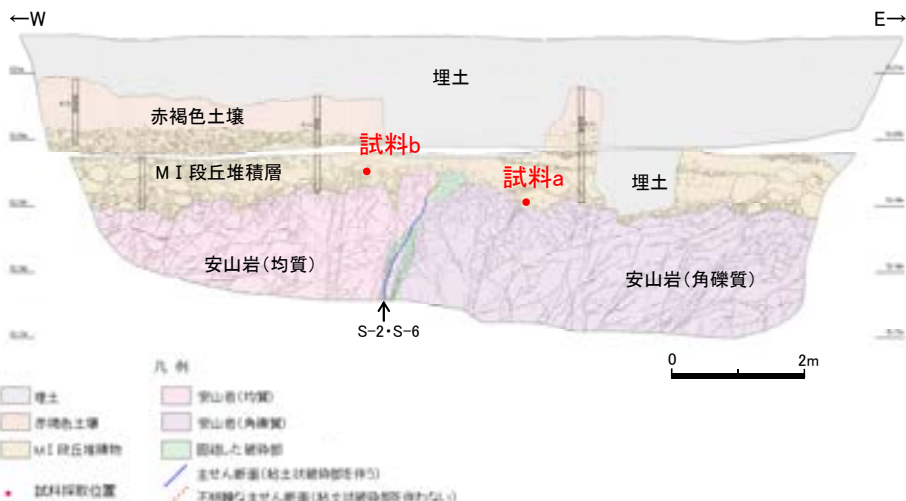 ←W
E→
埋土
赤褐色土壌
試料b
MⅠ段丘堆積層
試料a
埋土
安山岩(均質)
安山岩(角礫質)
S-2・S-6
0 2m
凡 例
埋土
安山岩(均質)
赤褐色土壌
安山岩(角礫質)
MⅠ段丘堆積物
固結した破砕部
主せん断面(粘土状破砕部を伴う)
試料採取位置
不明瞭な主せん断面(粘土状破砕部を伴わない)